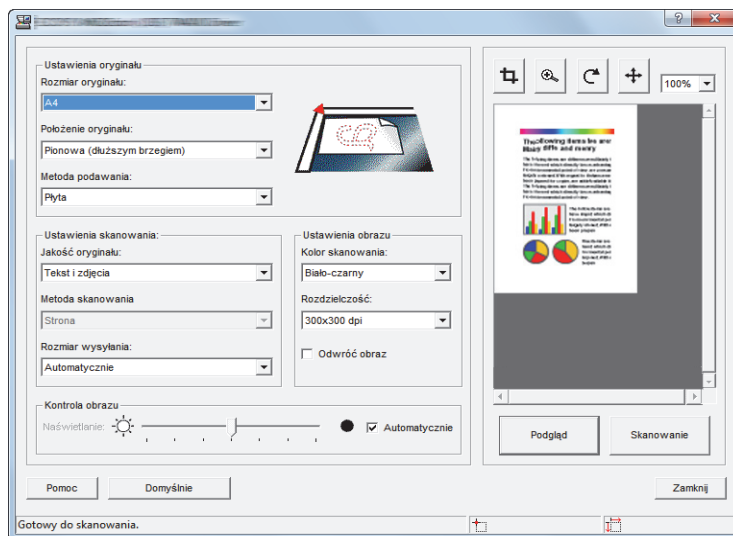 Ustawienia oryginału
Rozmiar oryginału:
A4
Położenie oryginału:
Pionowa (dłuższym brzegiem)
Metoda podawania:
Płyta
Ustawienia skanowania:
Jakość oryginału:
Tekst i zdjęcia
Metoda skanowania
Strona
Rozmiar wysyłania:
Automatycznie
Ustawienia obrazu
Kolor skanowania:
Biało-czarny
Rozdzielczość:
300x300 dpi
Odwróć obraz
Kontrola obrazu
Naświetlanie:
Automatycznie
100%
Podgląd
Skanowanie
Pomoc
Domyślnie
Zamknij
Gotowy do skanowania.